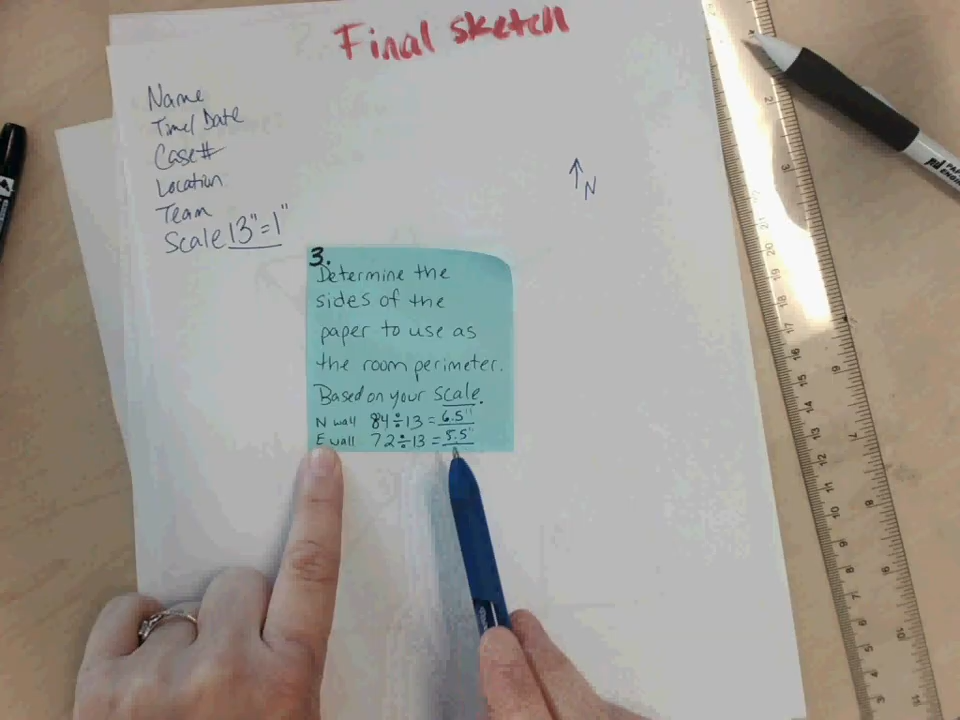 Final sketch
Name
Time/Date
Case#
Location
Team
Scale 13"=1"
N
3.
Determine the
sides of the
paper to use as
the room perimeter.
Based on your scale.
N wall 84÷13=6.5"
E wall 72÷13=5.5"